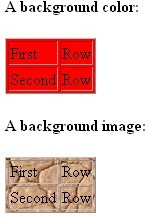 A background color:
First Row
Second Row
A background image:
First Row
Second Row